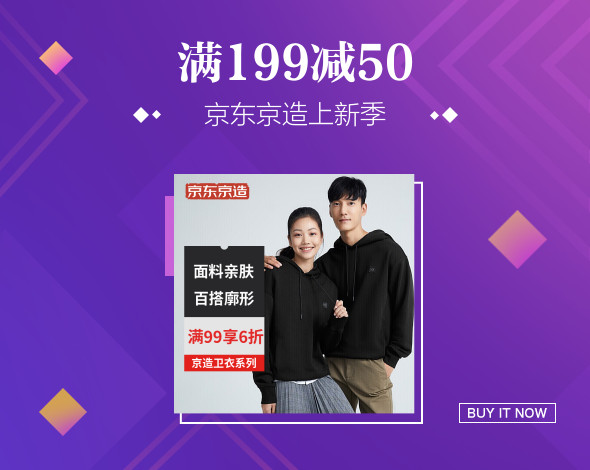 满199减50
京东京造上新季
京东京造
面料亲肤
百搭廓形
满99享6折
京造卫衣系列
BUY IT NOW